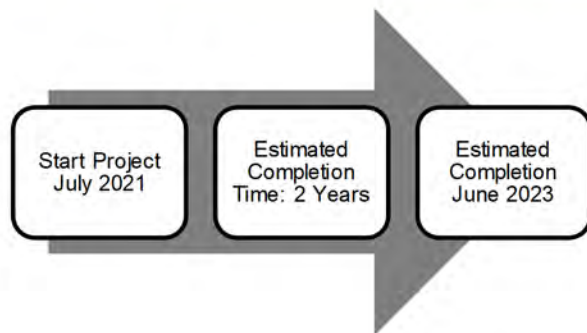 Start Project
July 2021
Estimated
Completion
Time: 2 Years
Estimated
Completion
June 2023